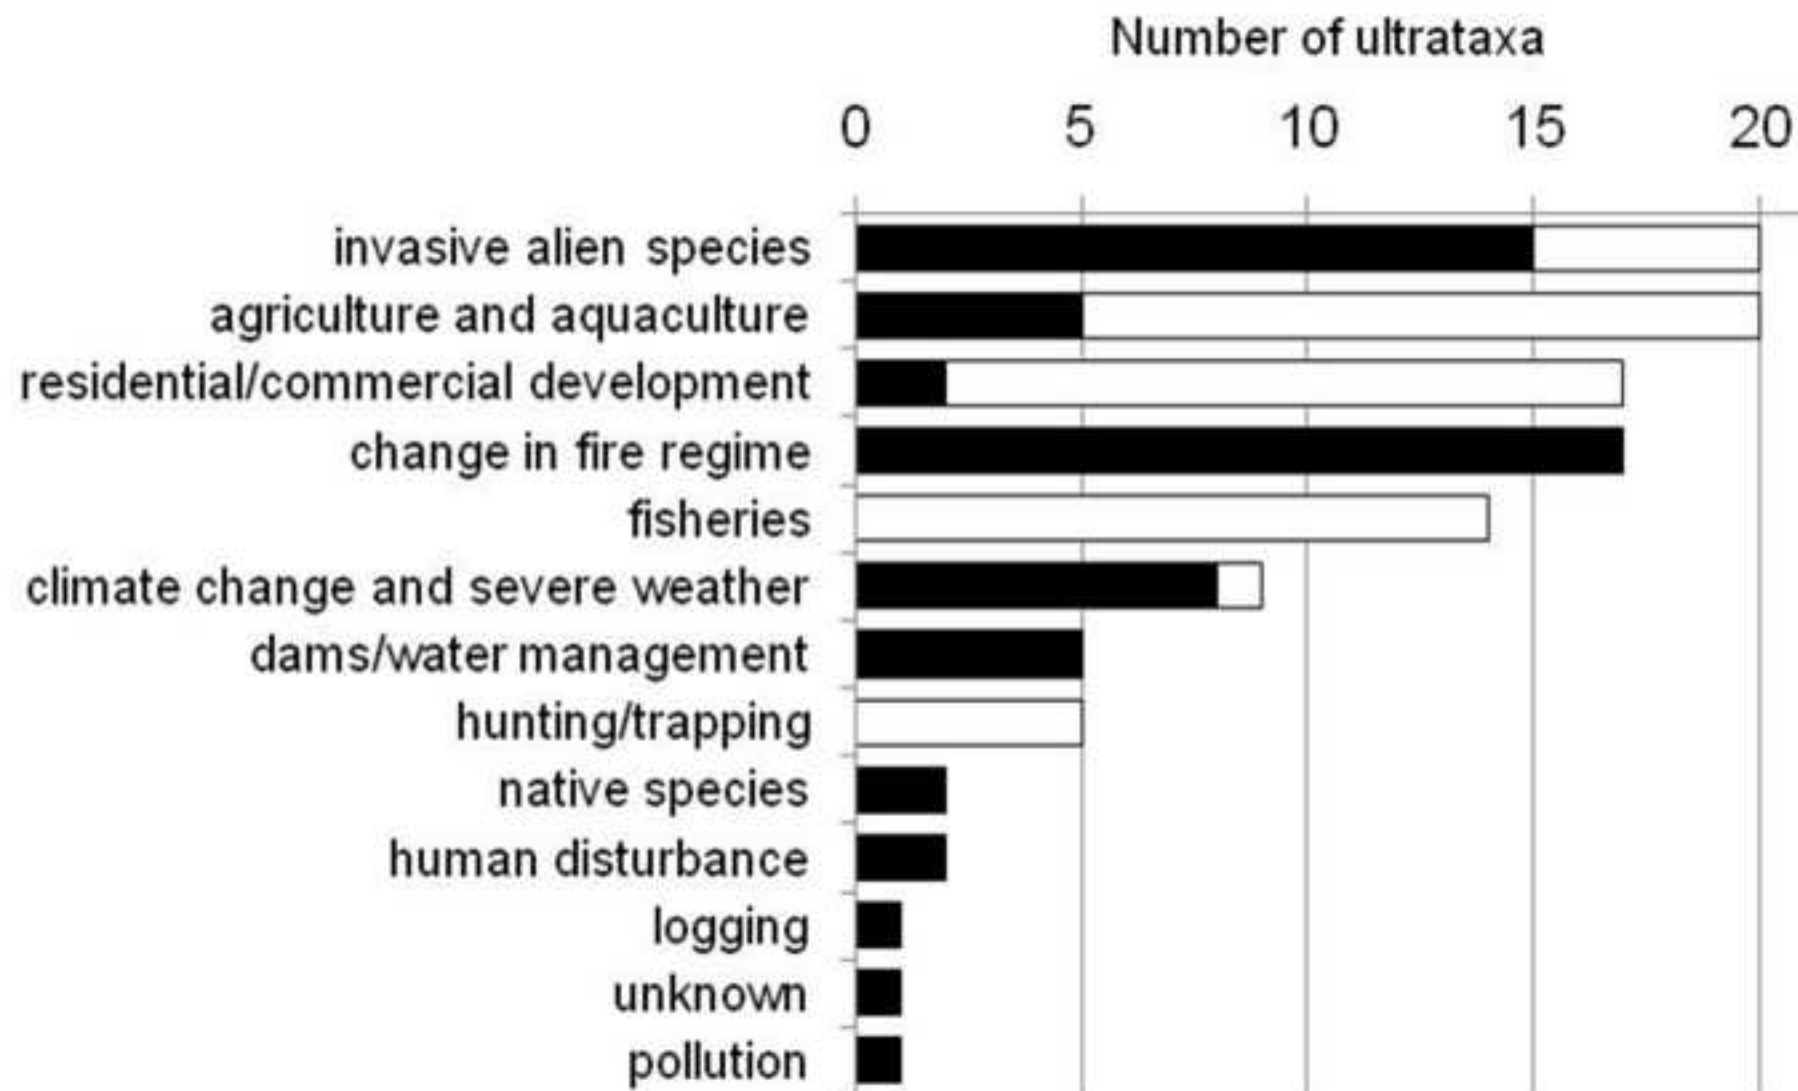 Number of ultrataxa
0 5 10 15 20
invasive alien species
agriculture and aquaculture
residential/commercial development
change in fire regime
fisheries
climate change and severe weather
dams/water management
hunting/trapping
native species
human disturbance
logging
unknown
pollution